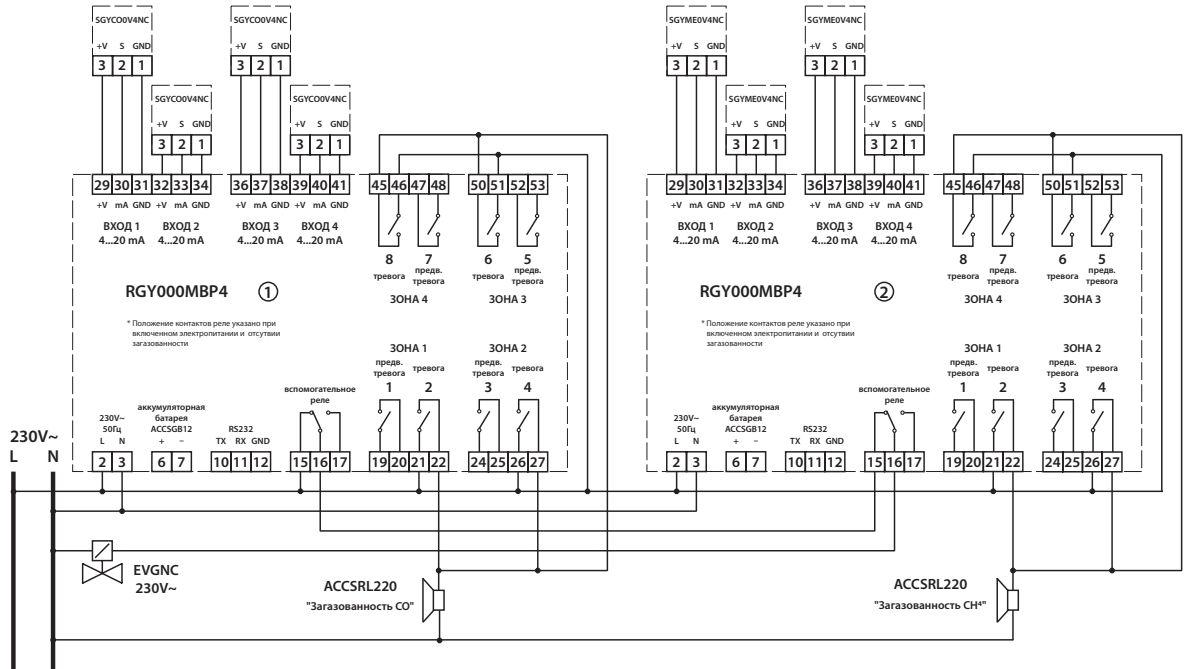 SGYCO0V4NC SGYCO0V4NC SGYME0V4NC SGYME0V4NC
+V S GND +V S GND +V S GND +V S GND
3 2 1 3 2 1 3 2 1 3 2 1
SGYCO0V4NC SGYCO0V4NC SGYME0V4NC SGYME0V4NC
+V S GND +V S GND +V S GND +V S GND
3 2 1 3 2 1 3 2 1 3 2 1
29 30 31 32 33 34 36 37 38 39 40 41 45 46 47 48 50 51 52 53
+V mA GND +V mA GND +V mA GND +V mA GND
ВХОД 1 ВХОД 2 ВХОД 3 ВХОД 4
4...20 mA 4...20 mA 4...20 mA 4...20 mA
8 7 6 5
тревога предв. тревога тревога предв. тревога
ЗОНА 4 ЗОНА 3
RGY000MBP4 1
* Положение контактов реле указано при
включенном электропитании и отсутвии
загазованности
ЗОНА 1 ЗОНА 2
предв. тревога тревога предв. тревога тревога
1 2 3 4
вспомогательное
реле
230V~
50Гц
L N
аккумуляторная
батарея
ACCSGB12
+ –
RS232
TX RX GND
2 3 6 7 10 11 12 15 16 17 19 20 21 22 24 25 26 27
29 30 31 32 33 34 36 37 38 39 40 41 45 46 47 48 50 51 52 53
+V mA GND +V mA GND +V mA GND +V mA GND
ВХОД 1 ВХОД 2 ВХОД 3 ВХОД 4
4...20 mA 4...20 mA 4...20 mA 4...20 mA
8 7 6 5
тревога предв. тревога тревога предв. тревога
ЗОНА 4 ЗОНА 3
RGY000MBP4 2
* Положение контактов реле указано при
включенном электропитании и отсутвии
загазованности
ЗОНА 1 ЗОНА 2
предв. тревога тревога предв. тревога тревога
1 2 3 4
вспомогательное
реле
230V~
50Гц
L N
аккумуляторная
батарея
ACCSGB12
+ –
RS232
TX RX GND
2 3 6 7 10 11 12 15 16 17 19 20 21 22 24 25 26 27
230V~
L N
EVGNC
230V~
ACCSRL220
"Загазованность CO"
ACCSRL220
"Загазованность CH⁴"